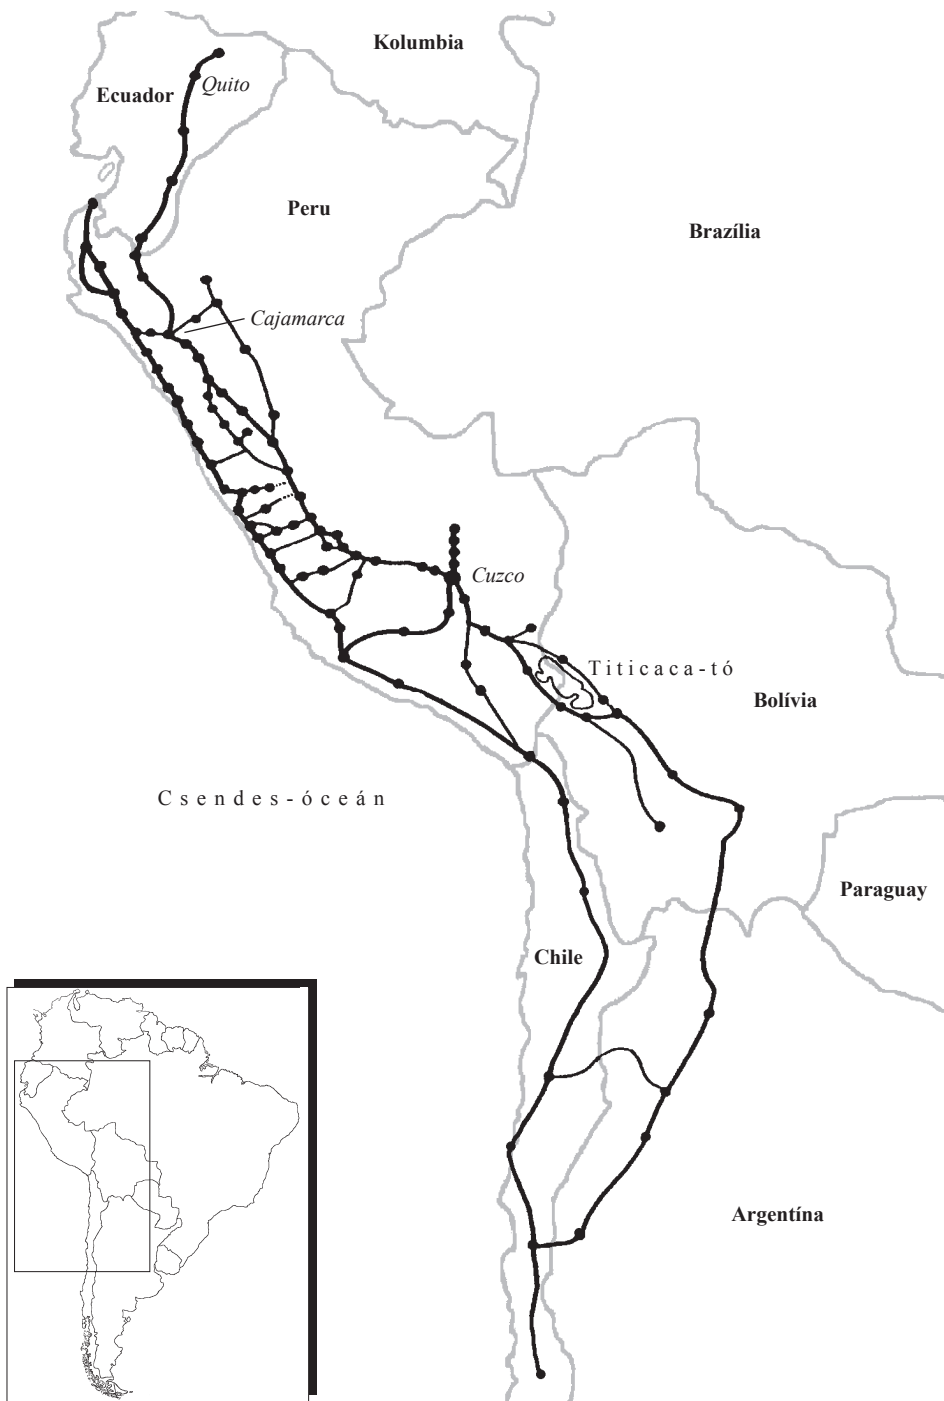 Kolumbia
Ecuador
Quito
Peru
Brazília
Cajamarca
Cuzco
Titicaca-tó
Bolívia
Csendes-óceán
Paraguay
Chile
Argentína